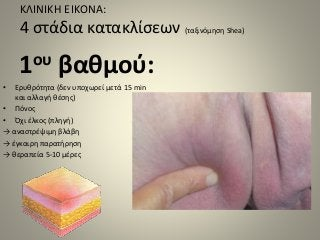 ΚΛΙΝΙΚΗ ΕΙΚΟΝΑ:
4 στάδια κατακλίσεων (ταξινόμηση Shea)
1ου βαθμού:
• Ερυθρότητα (δεν υποχωρεί μετά 15 min
και αλλαγή θέσης)
• Πόνος
• Όχι έλκος (πληγή)
→ αναστρέψιμη βλάβη
→ έγκαιρη παρατήρηση
→ θεραπεία 5-10 μέρες